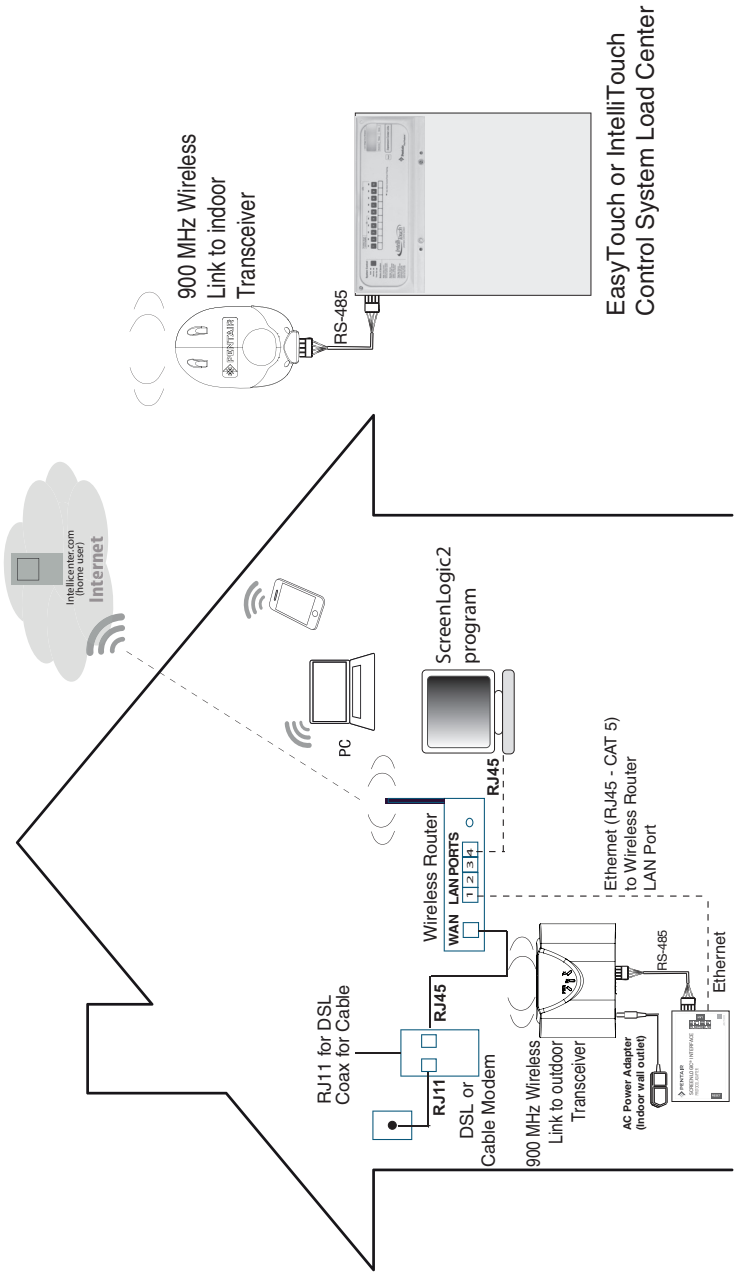 900 MHz Wireless
Link to indoor
Transceiver
PENTAIR
RS-485
EasyTouch or IntelliTouch
Control System Load Center
Intellicenter.com
(home user)
Internet
PC
ScreenLogic2
program
RJ45
Wireless Router
WAN LAN PORTS
1 2 3 4
RJ11 for DSL
Coax for Cable
RJ45
RJ11
DSL or
Cable Modem
900 MHz Wireless
Link to outdoor
Transceiver
AC Power Adapter
(Indoor wall outlet)
RS-485
Ethernet (RJ45 - CAT 5)
to Wireless Router
LAN Port
Ethernet
PENTAIR
SCREENLOGIC® INTERFACE